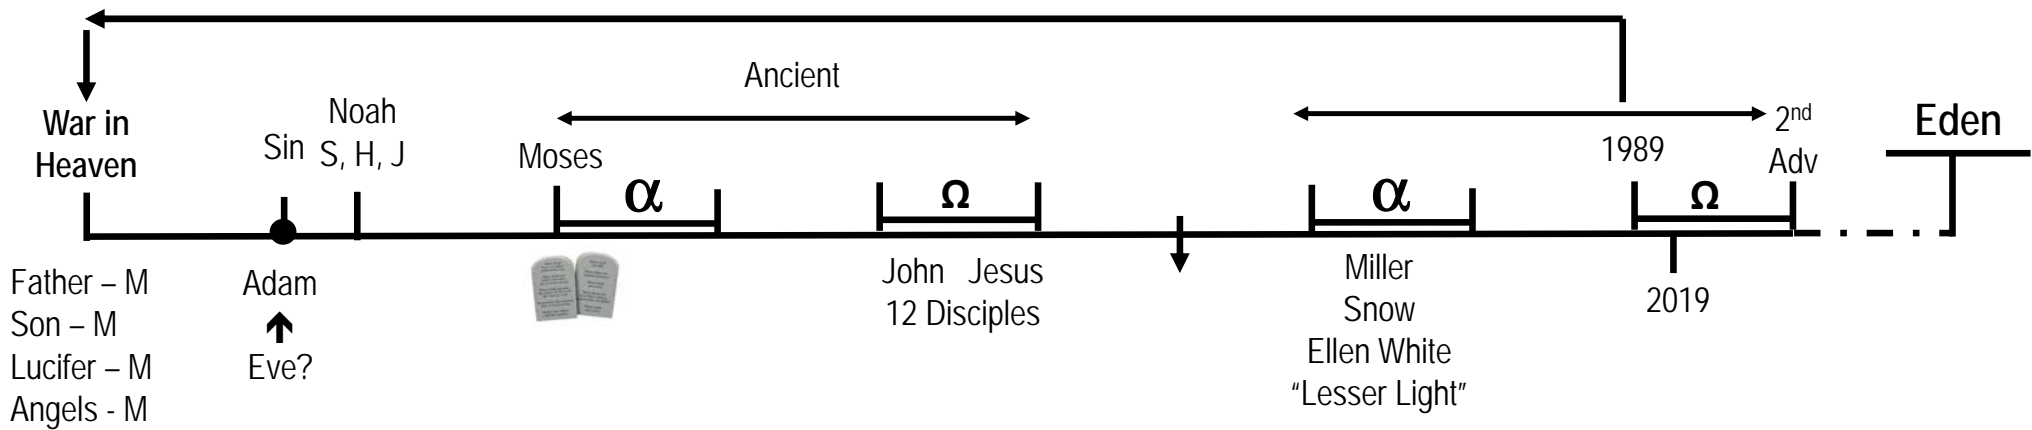 Ancient
War in
Heaven
Sin
Noah
S, H, J
Moses
α
Ω
α
1989
Ω
2nd
Adv
Eden
Father – M
Son – M
Lucifer – M
Angels - M
Adam
Eve?
John Jesus
12 Disciples
Miller
Snow
Ellen White
“Lesser Light”
2019